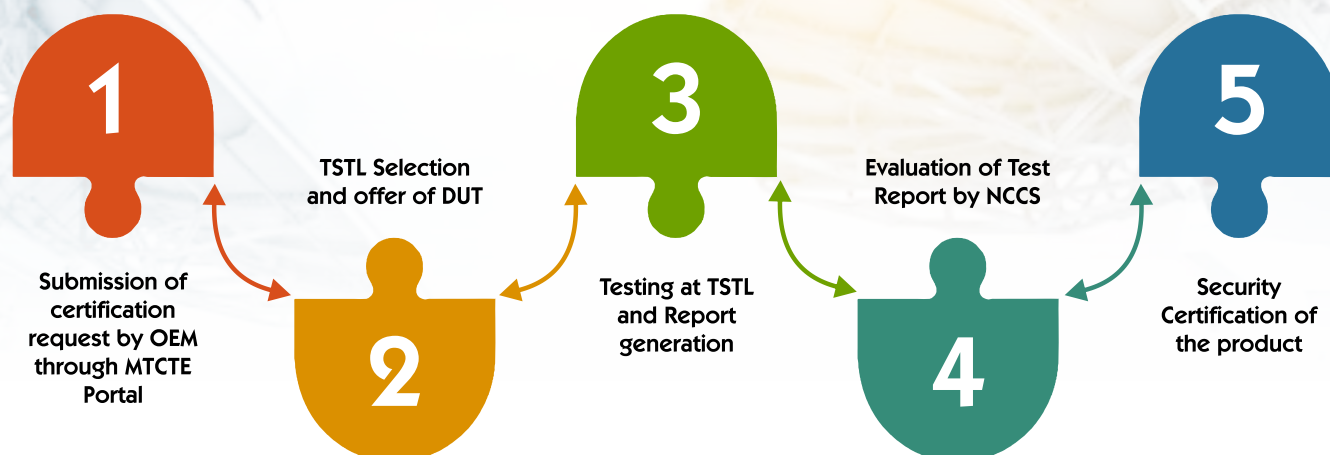 1
Submission of
certification
request by OEM
through MTCTE
Portal
TSTL Selection
and offer of DUT
2
3
Testing at TSTL
and Report
generation
Evaluation of Test
Report by NCCS
4
5
Security
Certification of
the product